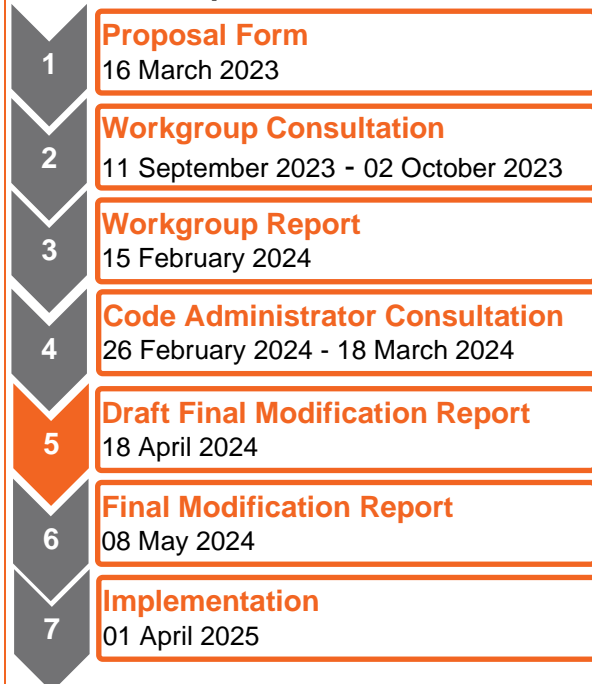 1
Proposal Form
16 March 2023
2
Workgroup Consultation
11 September 2023 - 02 October 2023
3
Workgroup Report
15 February 2024
4
Code Administrator Consultation
26 February 2024 - 18 March 2024
5
Draft Final Modification Report
18 April 2024
6
Final Modification Report
08 May 2024
7
Implementation
01 April 2025